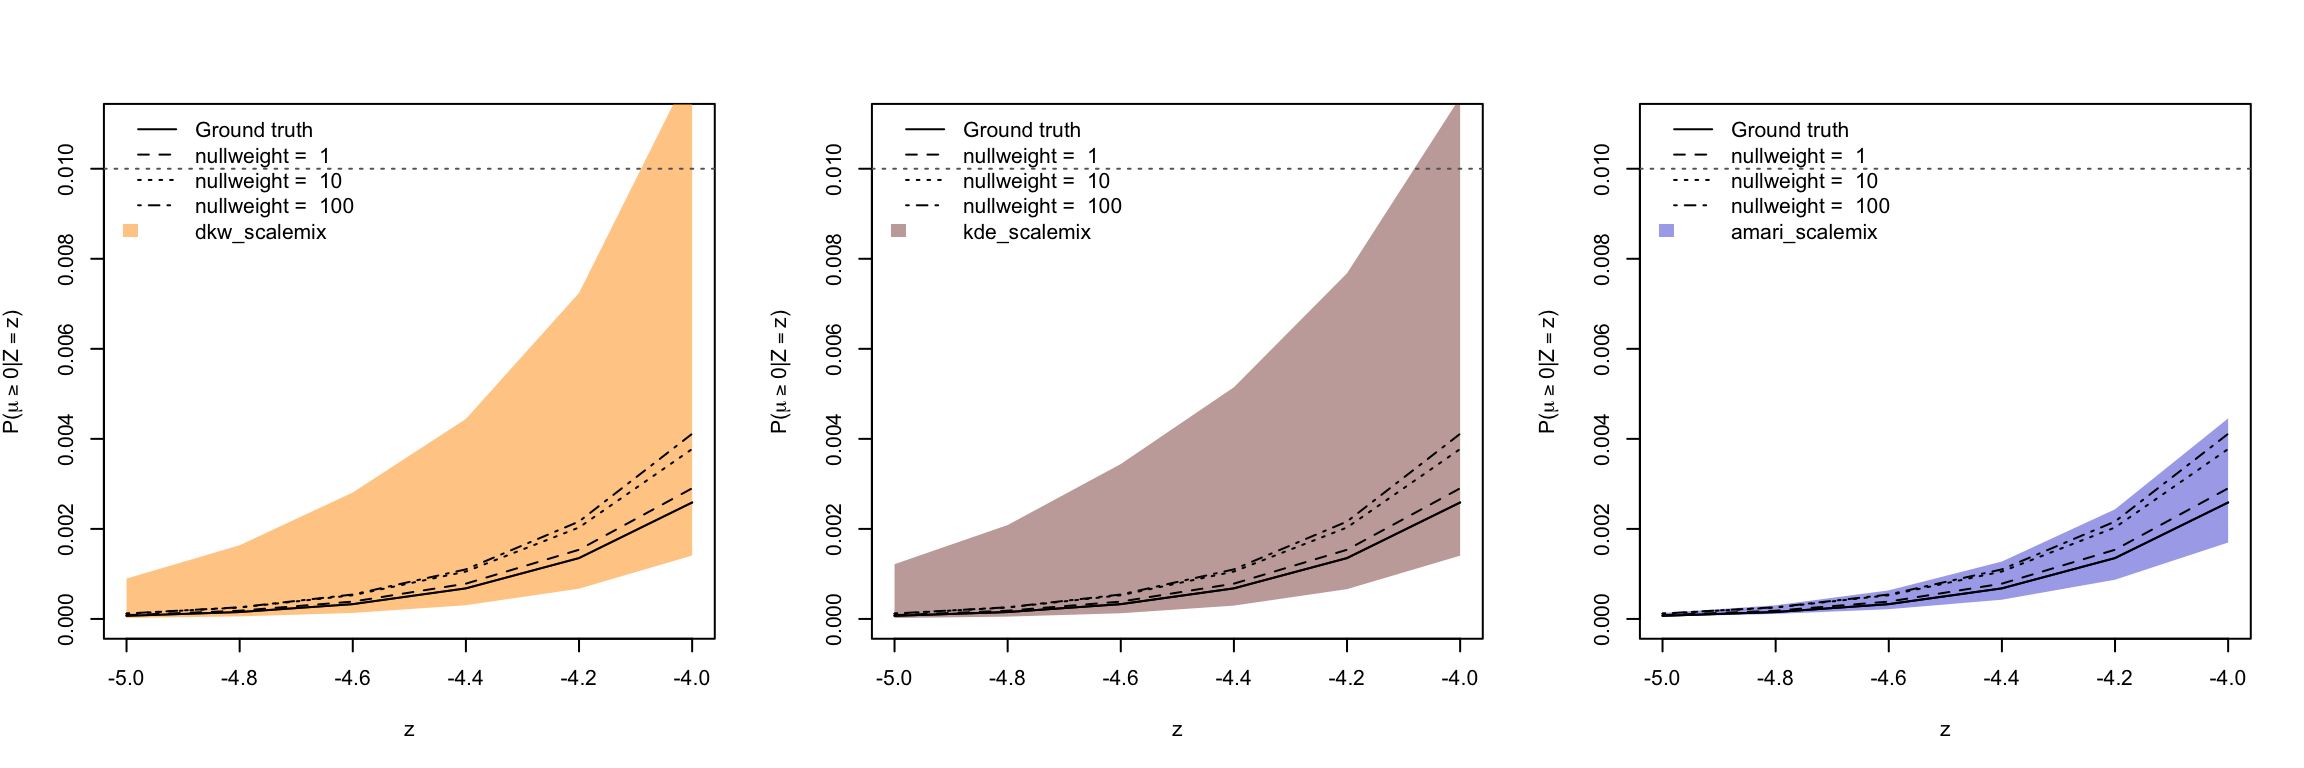 Ground truth
nullweight = 1
nullweight = 10
nullweight = 100
dkw_scalemix
P(μ ≥ 0|Z = z)
0.010
0.008
0.006
0.004
0.002
0.000
-5.0 -4.8 -4.6 -4.4 -4.2 -4.0
z
Ground truth
nullweight = 1
nullweight = 10
nullweight = 100
kde_scalemix
P(μ ≥ 0|Z = z)
0.010
0.008
0.006
0.004
0.002
0.000
-5.0 -4.8 -4.6 -4.4 -4.2 -4.0
z
Ground truth
nullweight = 1
nullweight = 10
nullweight = 100
amari_scalemix
P(μ ≥ 0|Z = z)
0.010
0.008
0.006
0.004
0.002
0.000
-5.0 -4.8 -4.6 -4.4 -4.2 -4.0
z